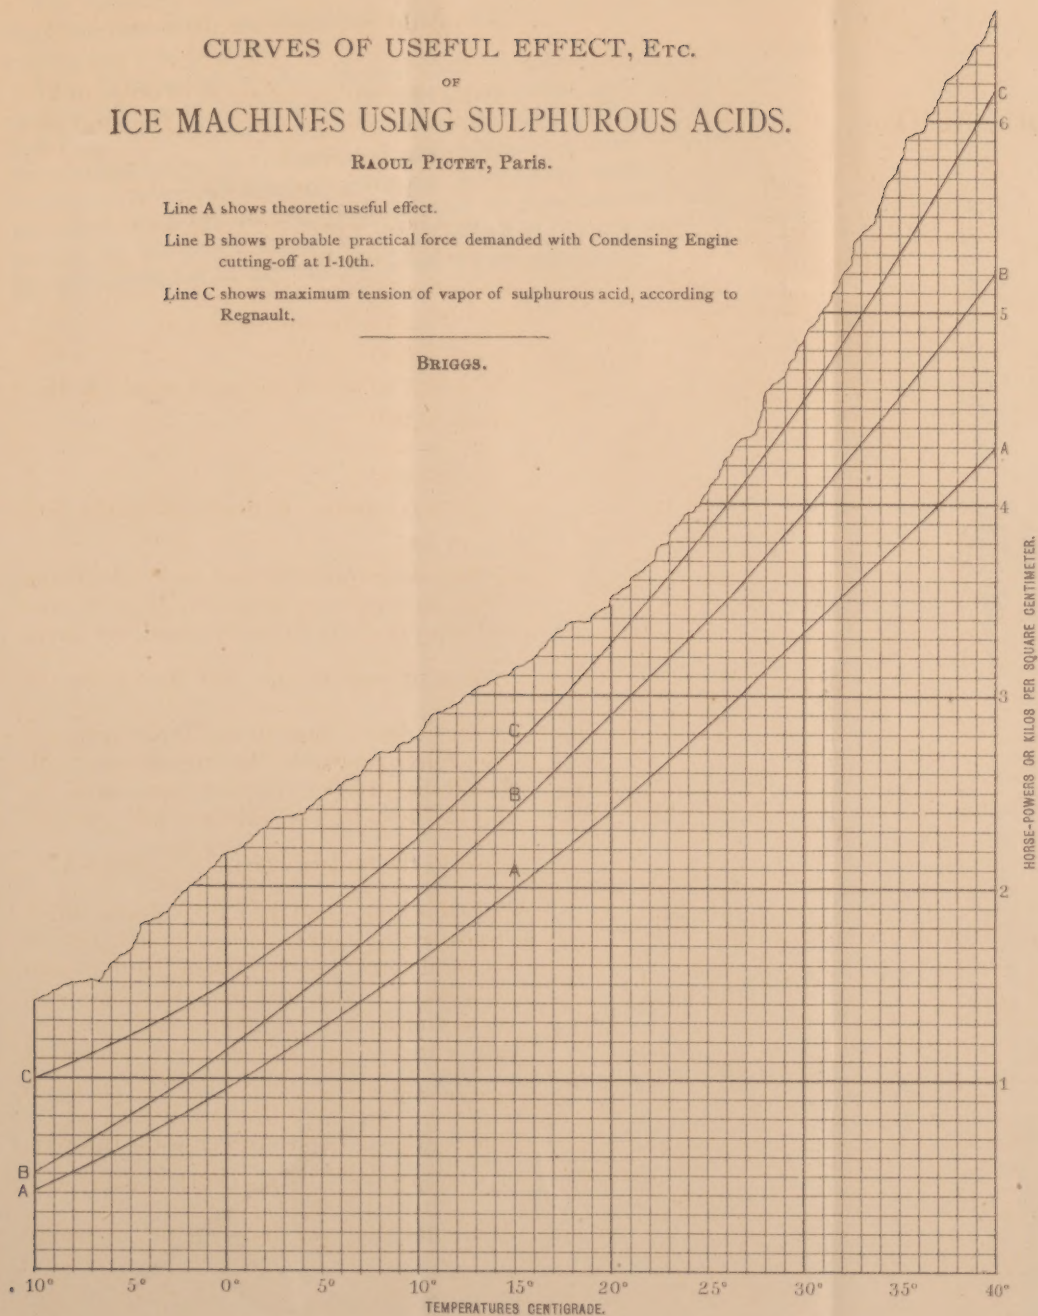 CURVES OF USEFUL EFFECT, ETC.
OF
ICE MACHINES USING SULPHUROUS ACIDS.
RAOUL PICTET, Paris.
Line A shows theoretic useful effect.
Line B shows probable practical force demanded with Condensing Engine
cutting-off at 1-10th.
Line C shows maximum tension of vapor of sulphurous acid, according to
Regnault.
BRIGGS.
C
6
B
5
A
4
HORSE-POWERS OR KILOS PER SQUARE CENTIMETER.
3
C
B
A
2
C
1
B
A
10° 5° 0° 5° 10° 15° 20° 25° 30° 35° 40°
TEMPERATURES CENTIGRADE.